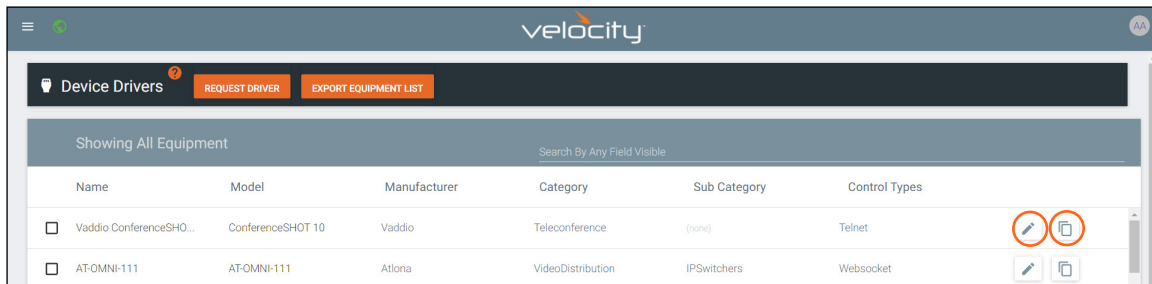 velocity AA
Device Drivers ? REQUEST DRIVER EXPORT EQUIPMENT LIST
Showing All Equipment Search By Any Field Visible
Name Model Manufacturer Category Sub Category Control Types
Vaddio ConferenceSHO... ConferenceSHOT 10 Vaddio Teleconference (none) Telnet
AT-OMNI-111 AT-OMNI-111 Atlona VideoDistribution IPSwitchers Websocket